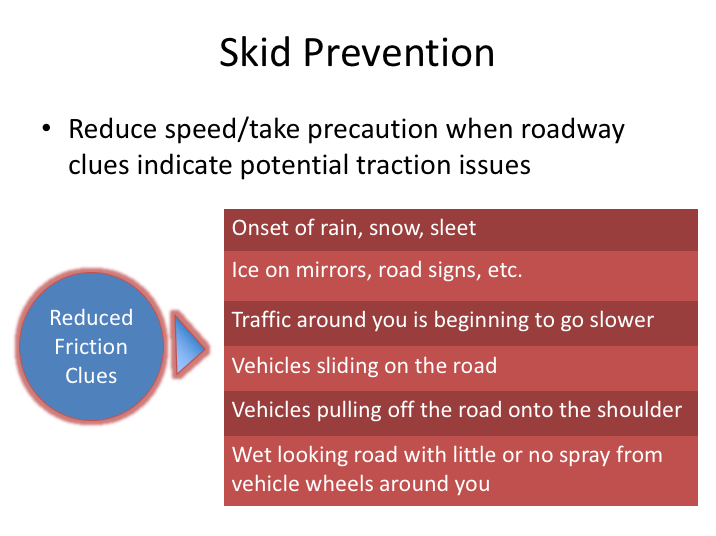 Skid Prevention
• Reduce speed/take precaution when roadway
clues indicate potential traction issues
Reduced
Friction
Clues
Onset of rain, snow, sleet
Ice on mirrors, road signs, etc.
Traffic around you is beginning to go slower
Vehicles sliding on the road
Vehicles pulling off the road onto the shoulder
Wet looking road with little or no spray from
vehicle wheels around you